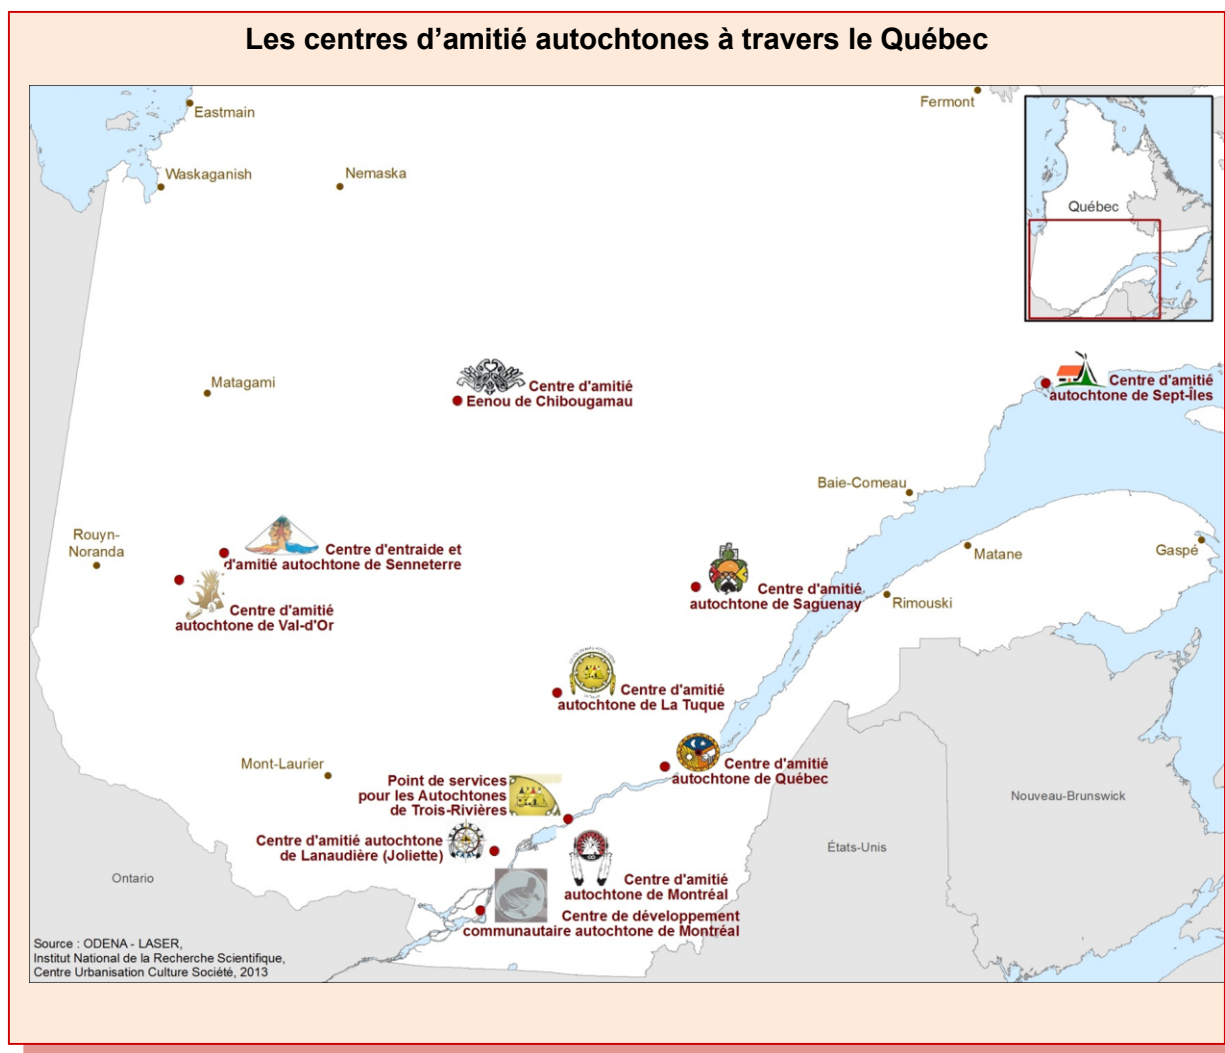 Les centres d'amitié autochtones à travers le Québec
Eastmain
Fermont
Waskaganish
Nemaska
Québec
Matagami
Centre d'amitié
Eenou de Chibougamau
Centre d'amitié
autochtone de Sept-Îles
Baie-Comeau
Rouyn-
Noranda
Centre d'entraide et
d'amitié autochtone de Senneterre
Matane
Gaspé
Centre d'amitié
autochtone de Val-d'Or
Centre d'amitié
autochtone de Saguenay
Rimouski
Centre d'amitié
autochtone de La Tuque
Mont-Laurier
Centre d'amitié
autochtone de Québec
Point de services
pour les Autochtones
de Trois-Rivières
Nouveau-Brunswick
Centre d'amitié autochtone
de Lanaudière (Joliette)
États-Unis
Ontario
Centre d'amitié
autochtone de Montréal
Centre de développement
communautaire autochtone de Montréal
Source : ODENA - LASER,
Institut National de la Recherche Scientifique,
Centre Urbanisation Culture Société, 2013